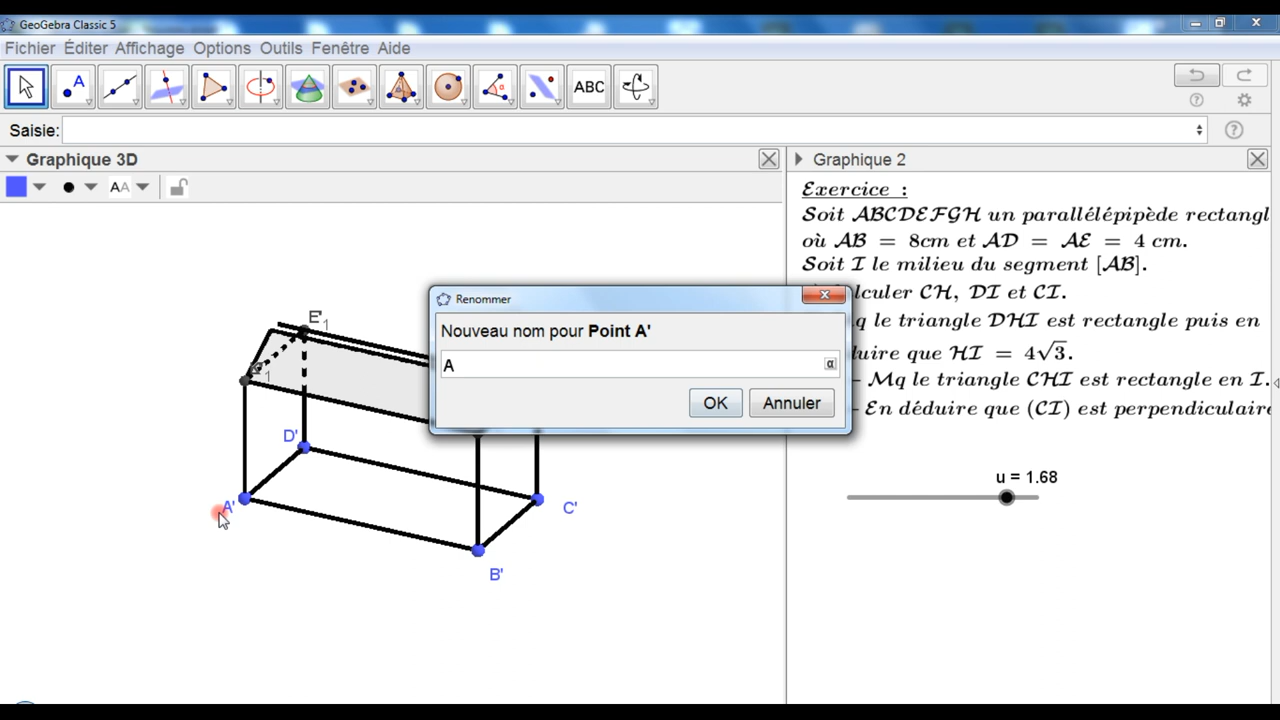 GeoGebra Classic 5
Fichier Éditer Affichage Options Outils Fenêtre Aide
A
ABC
Saisie:
Graphique 3D
Graphique 2
AA
Exercice :
Soit ABCDEFGH un parallélépipède rectangl
où AB = 8cm et AD = AE = 4 cm.
Soit I le milieu du segment [AB].
lculer CH, DI et CI.
q le triangle DHI est rectangle puis en
duire que HI = 4√3.
- Mq le triangle CHI est rectangle en I.
- En déduire que (CI) est perpendiculaire
Renommer
Nouveau nom pour Point A'
A
α
OK
Annuler
E'1
D'
A'
C'
B'
u = 1.68